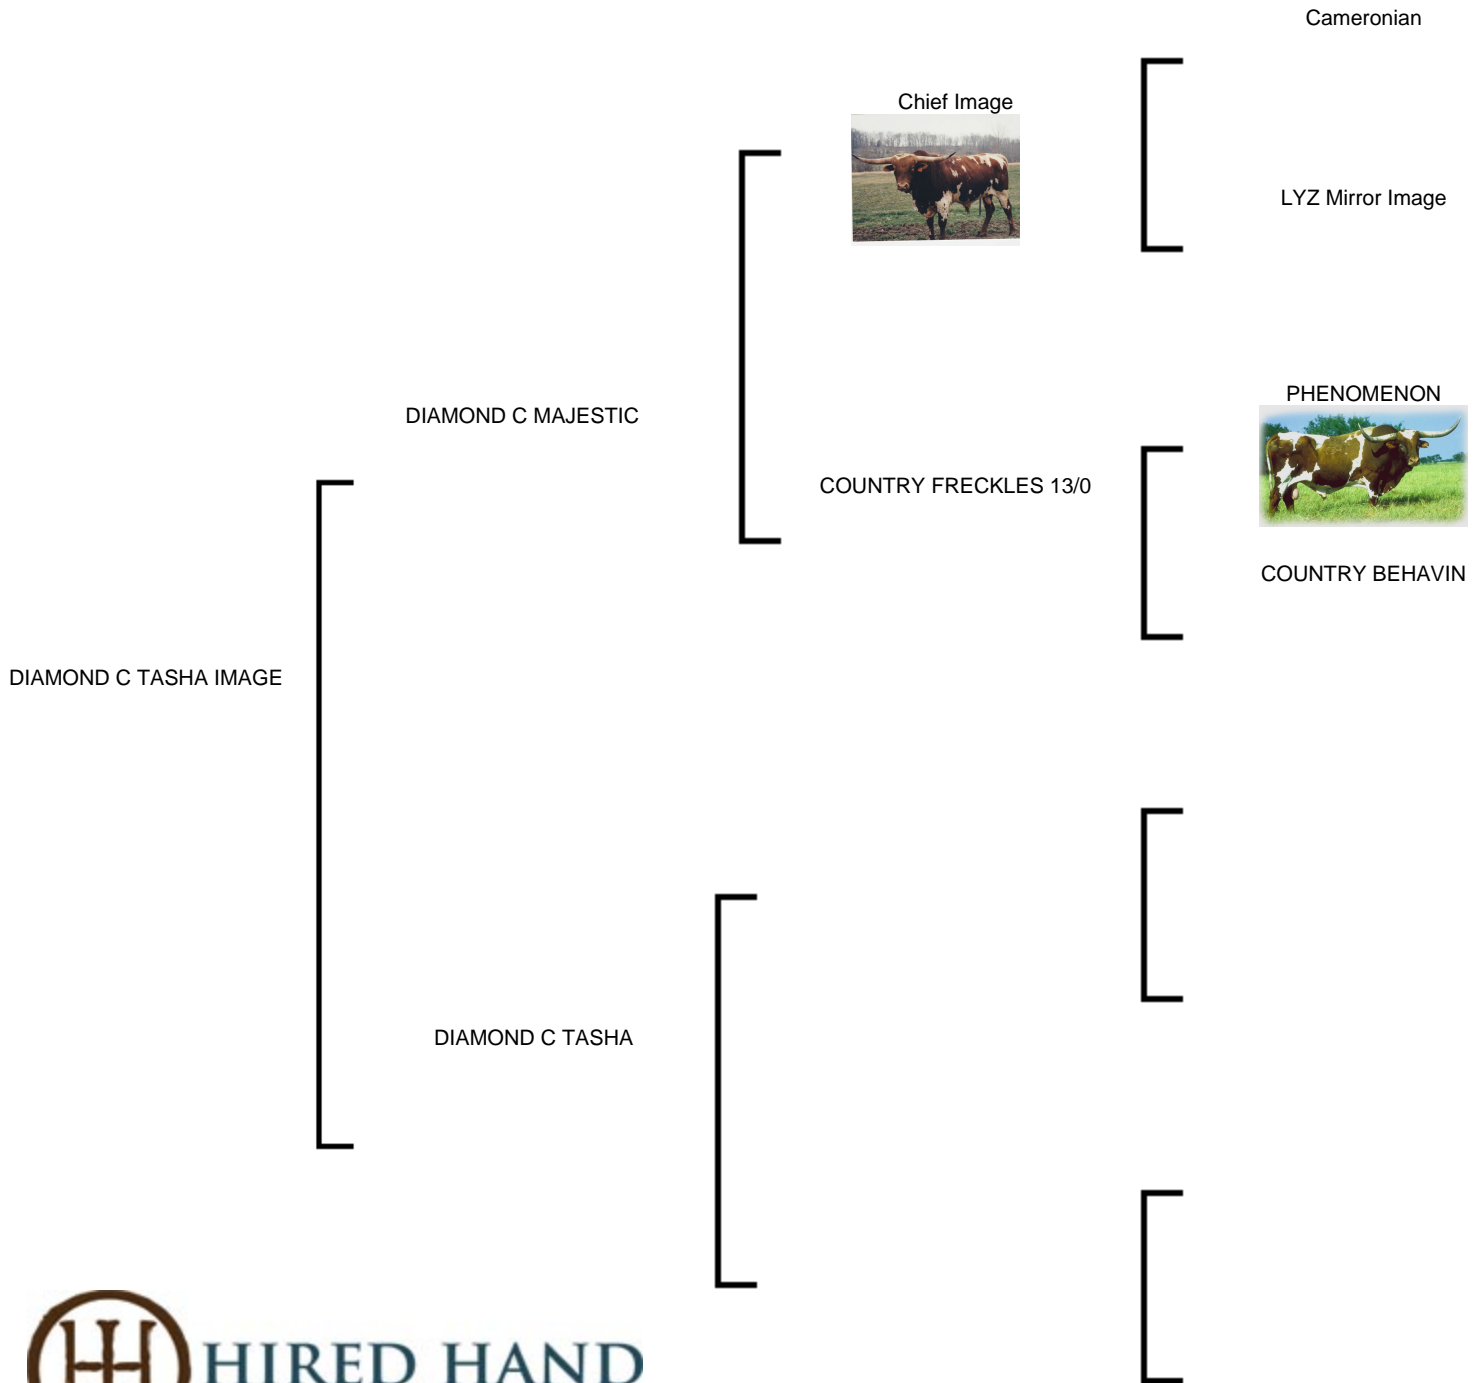 Cameronian
Chief Image
LYZ Mirror Image
PHENOMENON
DIAMOND C MAJESTIC
COUNTRY FRECKLES 13/0
COUNTRY BEHAVIN
DIAMOND C TASHA IMAGE
DIAMOND C TASHA
HIRED HAND